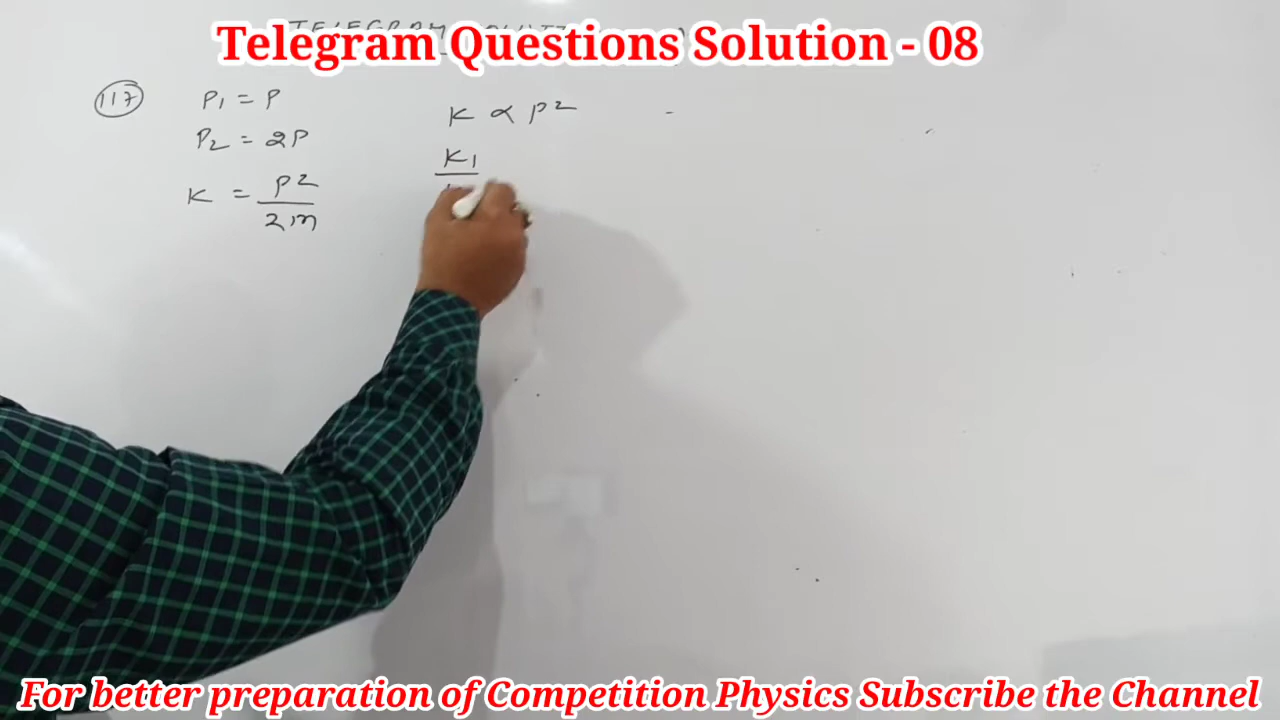 Telegram Questions Solution - 08
117
P₁ = P
P₂ = 2P
K = P²/2m
K ∝ P²
K₁
For better preparation of Competition Physics Subscribe the Channel